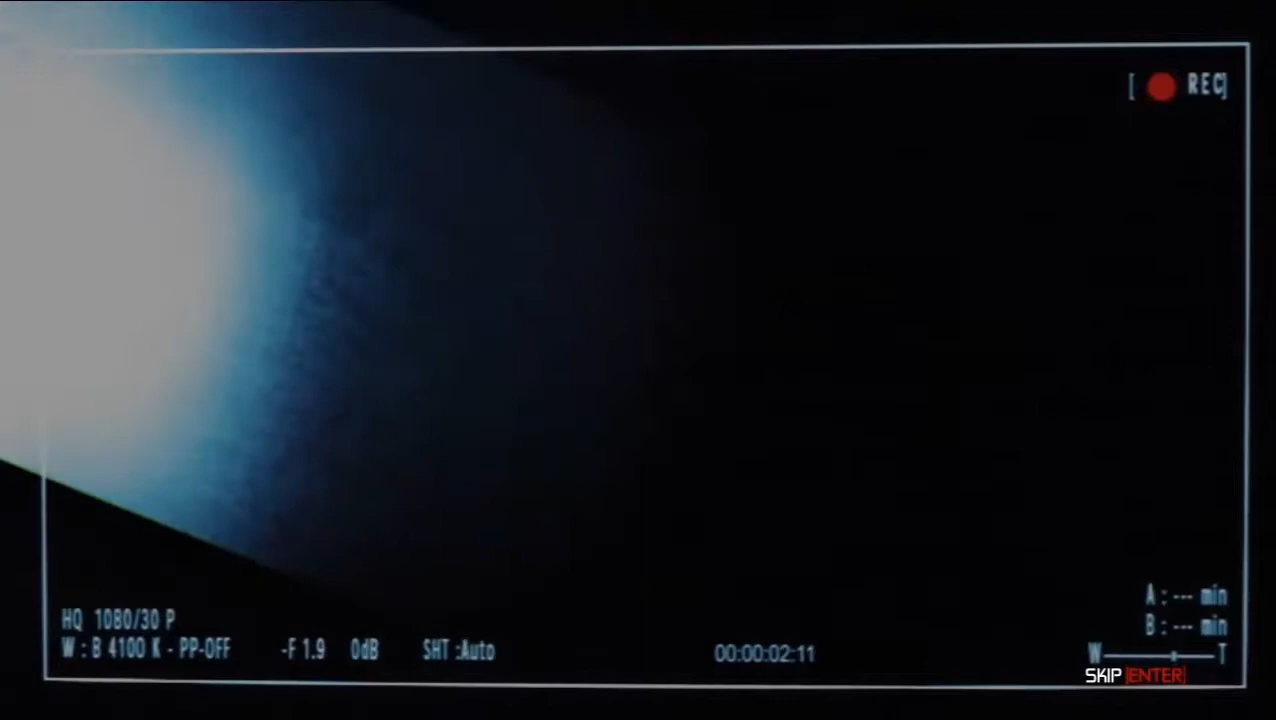 [ REC]
A : --- min
B : --- min
HQ 1080/30 P
W : B 4100 K - PP-OFF -F 1.9 0dB SHT :Auto 00:00:02:11 W T
SKIP [ENTER]